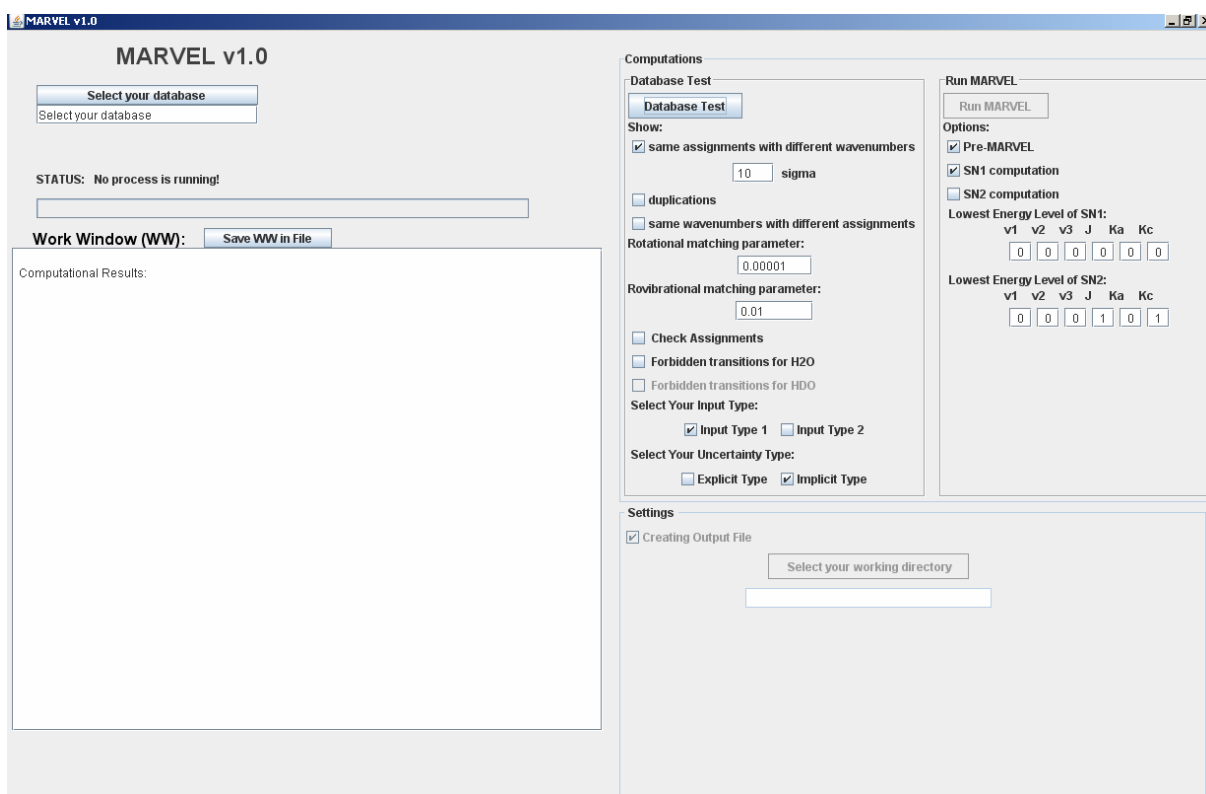 MARVEL v1.0
MARVEL v1.0
Select your database
Select your database
STATUS: No process is running!
Work Window (WW): Save WW in File
Computational Results:
Computations
Database Test
Database Test
Show:
same assignments with different wavenumbers
10 sigma
duplications
same wavenumbers with different assignments
Rotational matching parameter:
0.00001
Rovibrational matching parameter:
0.01
Check Assignments
Forbidden transitions for H2O
Forbidden transitions for HDO
Select Your Input Type:
Input Type 1 Input Type 2
Select Your Uncertainty Type:
Explicit Type Implicit Type
Run MARVEL
Run MARVEL
Options:
Pre-MARVEL
SN1 computation
SN2 computation
Lowest Energy Level of SN1:
v1 v2 v3 J Ka Kc
0 0 0 0 0 0
Lowest Energy Level of SN2:
v1 v2 v3 J Ka Kc
0 0 0 1 0 1
Settings
Creating Output File
Select your working directory